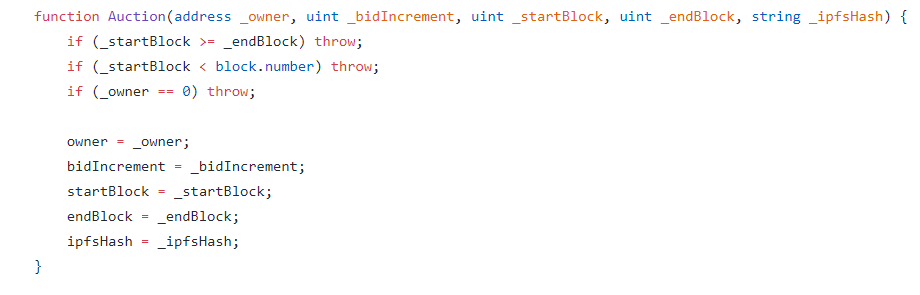 function Auction(address _owner, uint _bidIncrement, uint _startBlock, uint _endBlock, string _ipfsHash) {
if (_startBlock >= _endBlock) throw;
if (_startBlock < block.number) throw;
if (_owner == 0) throw;
owner = _owner;
bidIncrement = _bidIncrement;
startBlock = _startBlock;
endBlock = _endBlock;
ipfsHash = _ipfsHash;
}